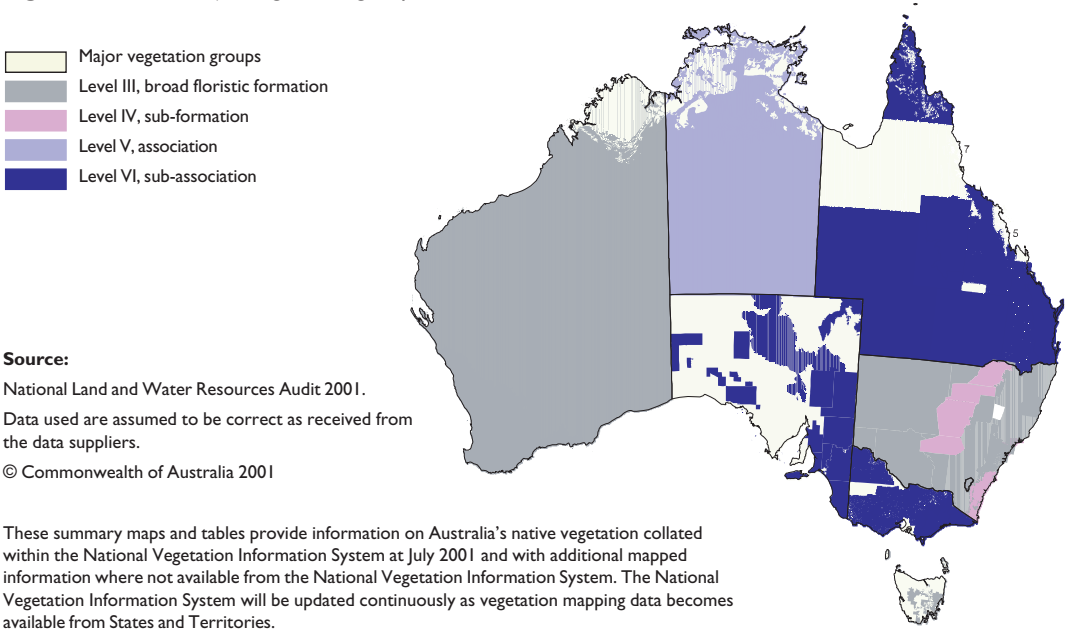 Major vegetation groups
Level III, broad floristic formation
Level IV, sub-formation
Level V, association
Level VI, sub-association
7
5
Source:
National Land and Water Resources Audit 2001.
Data used are assumed to be correct as received from
the data suppliers.
© Commonwealth of Australia 2001
These summary maps and tables provide information on Australia's native vegetation collated
within the National Vegetation Information System at July 2001 and with additional mapped
information where not available from the National Vegetation Information System. The National
Vegetation Information System will be updated continuously as vegetation mapping data becomes
available from States and Territories.